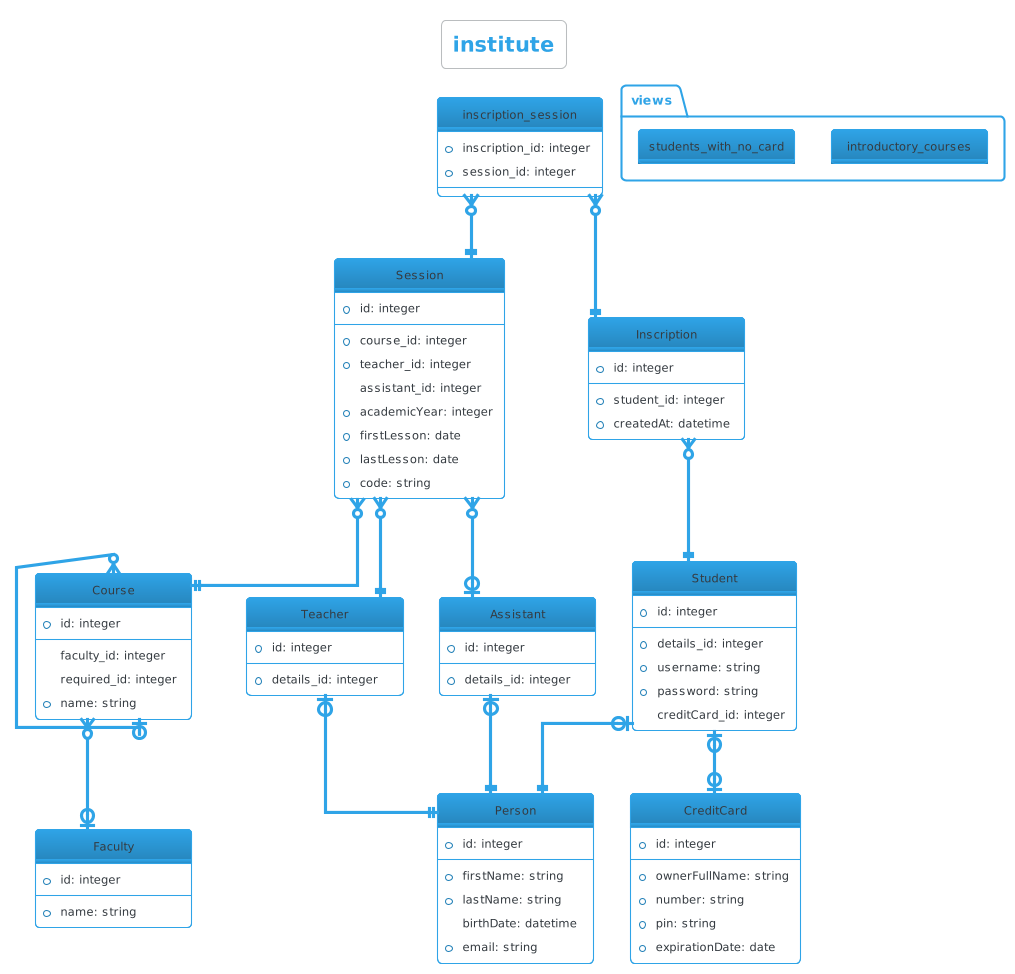 institute
views
students_with_no_card
introductory_courses
inscription_session
inscription_id: integer
session_id: integer
Session
id: integer
course_id: integer
teacher_id: integer
assistant_id: integer
academicYear: integer
firstLesson: date
lastLesson: date
code: string
Inscription
id: integer
student_id: integer
createdAt: datetime
Course
id: integer
faculty_id: integer
required_id: integer
name: string
Teacher
id: integer
details_id: integer
Assistant
id: integer
details_id: integer
Student
id: integer
details_id: integer
username: string
password: string
creditCard_id: integer
Faculty
id: integer
name: string
Person
id: integer
firstName: string
lastName: string
birthDate: datetime
email: string
CreditCard
id: integer
ownerFullName: string
number: string
pin: string
expirationDate: date